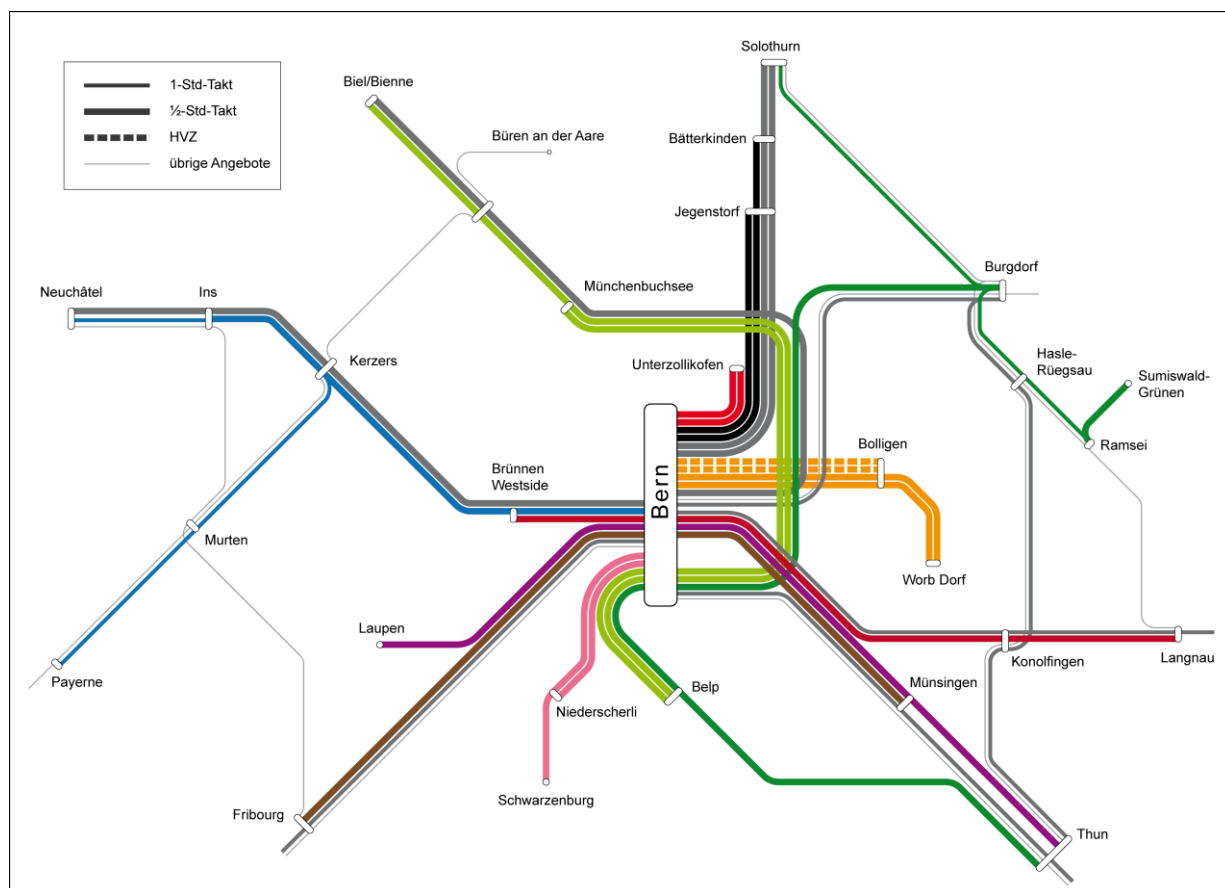 1-Std-Takt
½-Std-Takt
HVZ
übrige Angebote
Solothurn
Biel/Bienne
Büren an der Aare
Bätterkinden
Jegenstorf
Burgdorf
Münchenbuchsee
Neuchâtel
Ins
Kerzers
Unterzollikofen
Hasle-
Rüegsau
Sumiswald-
Grünen
Ramsei
Bolligen
Brünnen
Westside
Bern
Murten
Worb Dorf
Laupen
Konolfingen
Langnau
Payerne
Belp
Münsingen
Niederscherli
Schwarzenburg
Fribourg
Thun